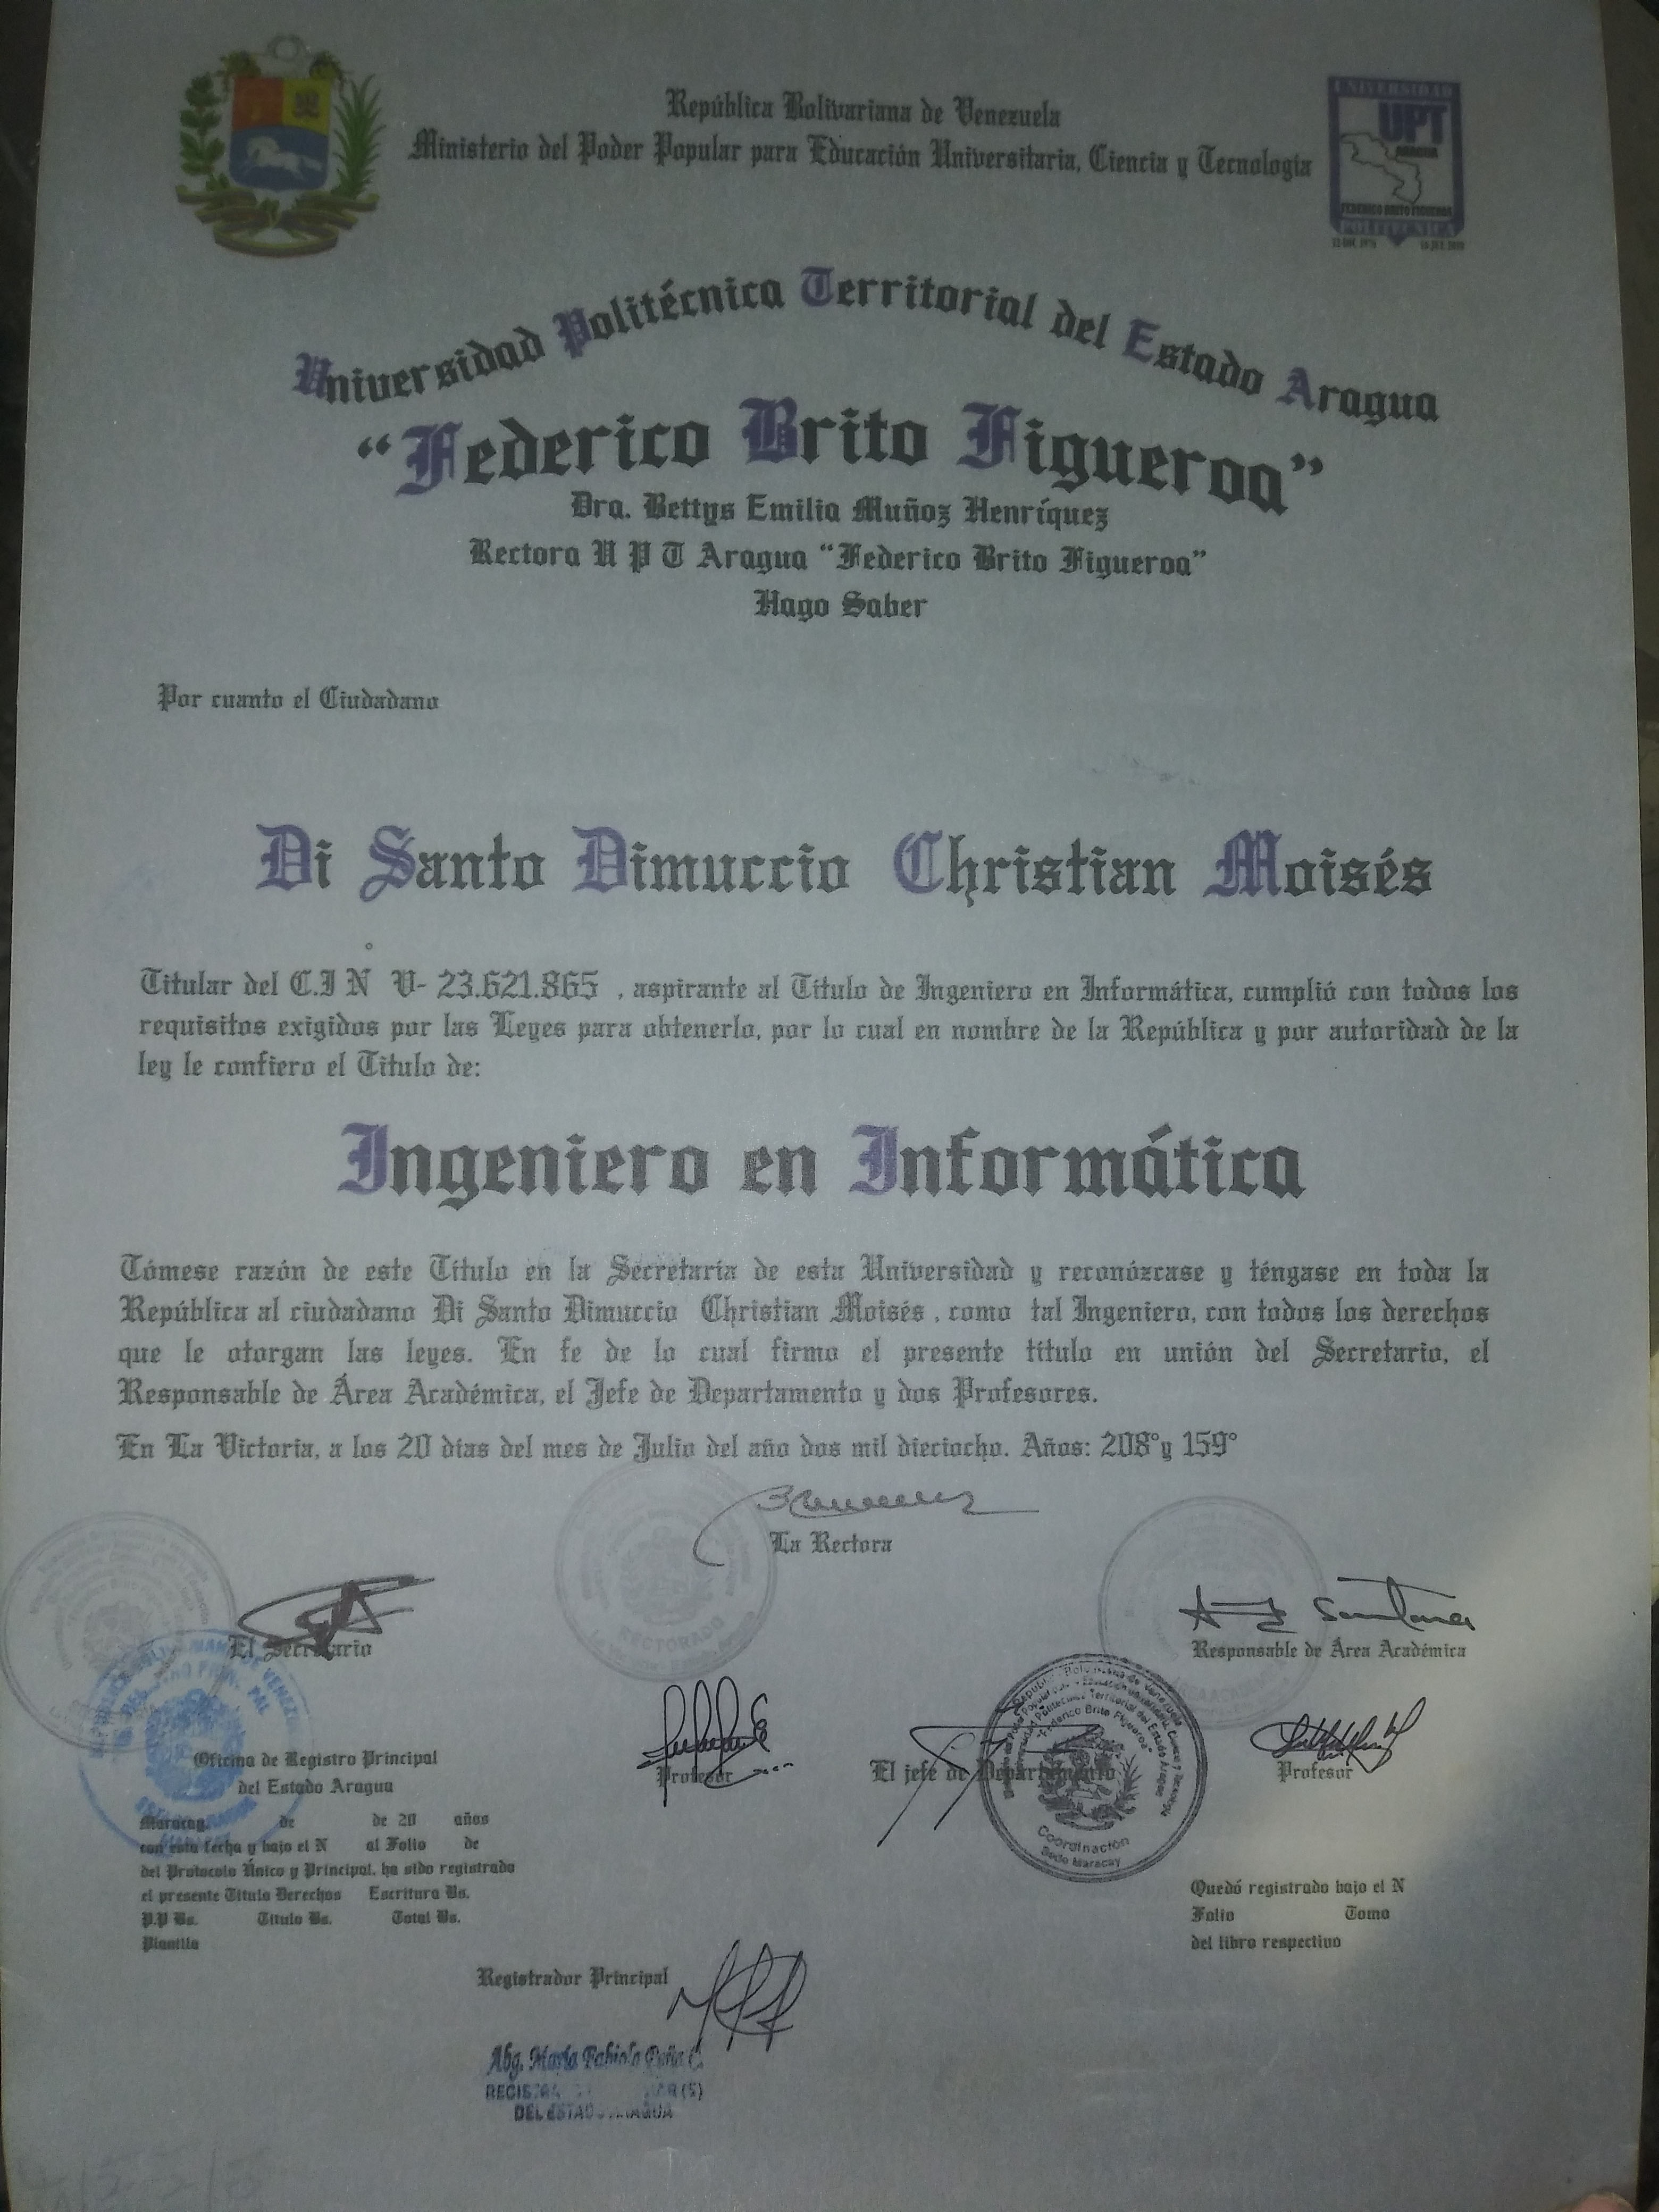 República Bolivariana de Venezuela
Ministerio del Poder Popular para Educación Universitaria, Ciencia y Tecnología
UNIVERSIDAD
UPT
ARAGUA
FEDERICO BRITO FIGUEROA
POLITECNICA
Universidad Politécnica Territorial del Estado Aragua
“Federico Brito Figueroa”
Dra. Bettys Emilia Muñoz Henríquez
Rectora U P T Aragua “Federico Brito Figueroa”
Hago Saber
Por cuanto el Ciudadano
Di Santo Dimuccio Christian Moisés
Titular del C.I N° V- 23.621.865 , aspirante al Título de Ingeniero en Informática, cumplió con todos los
requisitos exigidos por las Leyes para obtenerlo, por lo cual en nombre de la República y por autoridad de la
ley le confiero el Título de:
Ingeniero en Informática
Tómese razón de este Título en la Secretaría de esta Universidad y reconózcase y téngase en toda la
República al ciudadano Di Santo Dimuccio Christian Moisés , como tal Ingeniero, con todos los derechos
que le otorgan las leyes. En fe de lo cual firmo el presente título en unión del Secretario, el
Responsable de Área Académica, el Jefe de Departamento y dos Profesores.
En La Victoria, a los 20 días del mes de Julio del año dos mil dieciocho. Años: 208° y 159°
La Rectora
RECTORADO
El Secretario
Responsable de Área Académica
Profesor
El jefe de Departamento
Profesor
"Federico Brito Figueroa"
Coordinación
Sede Maracay
Oficina de Registro Principal
del Estado Aragua
Maracay, de de 20 años
con esta fecha y bajo el N al Folio de
del Protocolo Único y Principal, ha sido registrado
el presente Título Derechos Escritura Bs.
P.P Bs. Título Bs. Total Bs.
Planilla
Quedó registrado bajo el N
Folio Tomo
del libro respectivo
Registrador Principal
Abg. María Fabiola Peña C.
DEL ESTADO ARAGUA